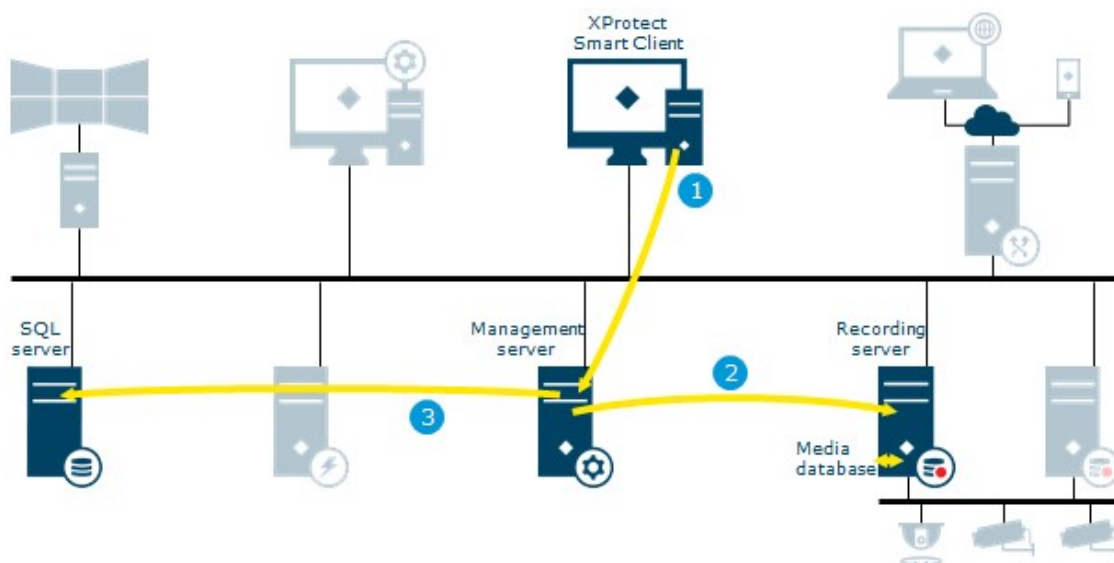 XProtect
Smart Client
1
SQL
server
Management
server
Recording
server
2
3
Media
database